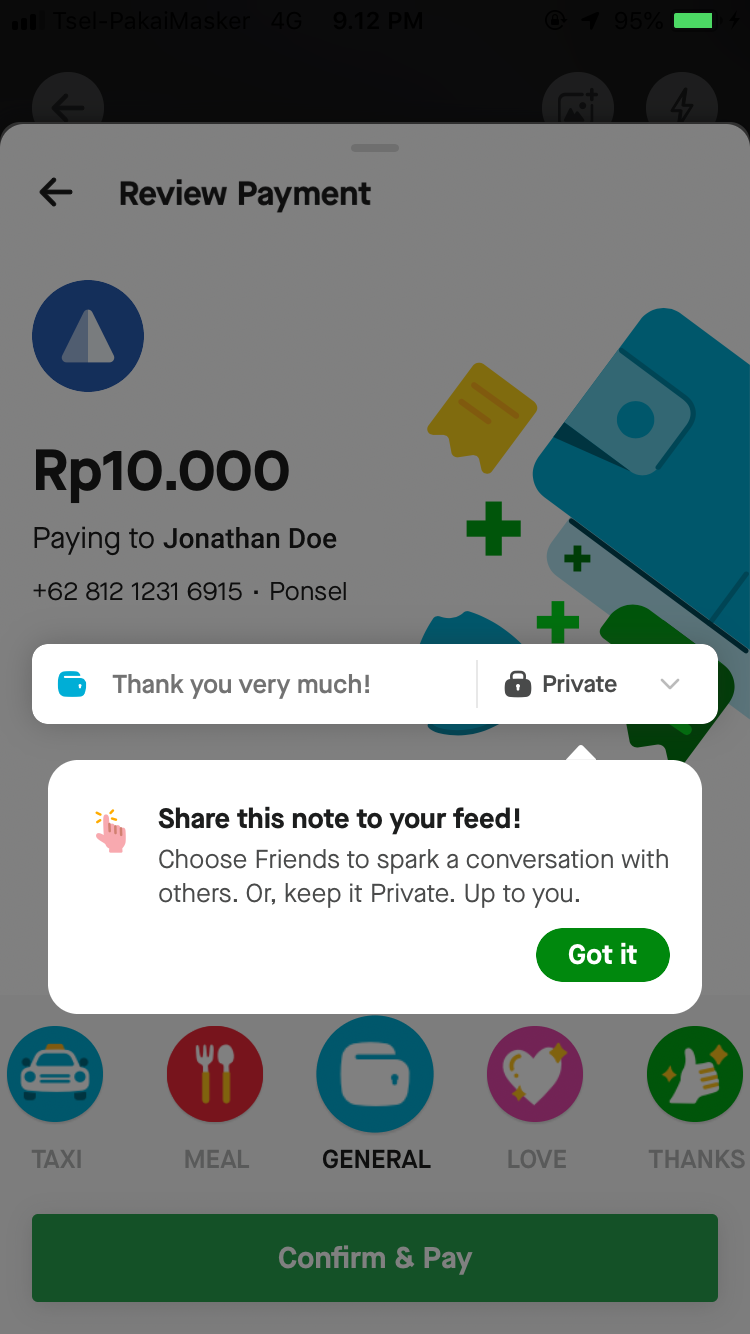 Tsel-PakaiMasker 4G 9.12 PM 95%
Review Payment
Rp10.000
Paying to Jonathan Doe
+62 812 1231 6915 · Ponsel
Thank you very much! Private
Share this note to your feed!
Choose Friends to spark a conversation with
others. Or, keep it Private. Up to you.
Got it
TAXI MEAL GENERAL LOVE THANKS
Confirm & Pay